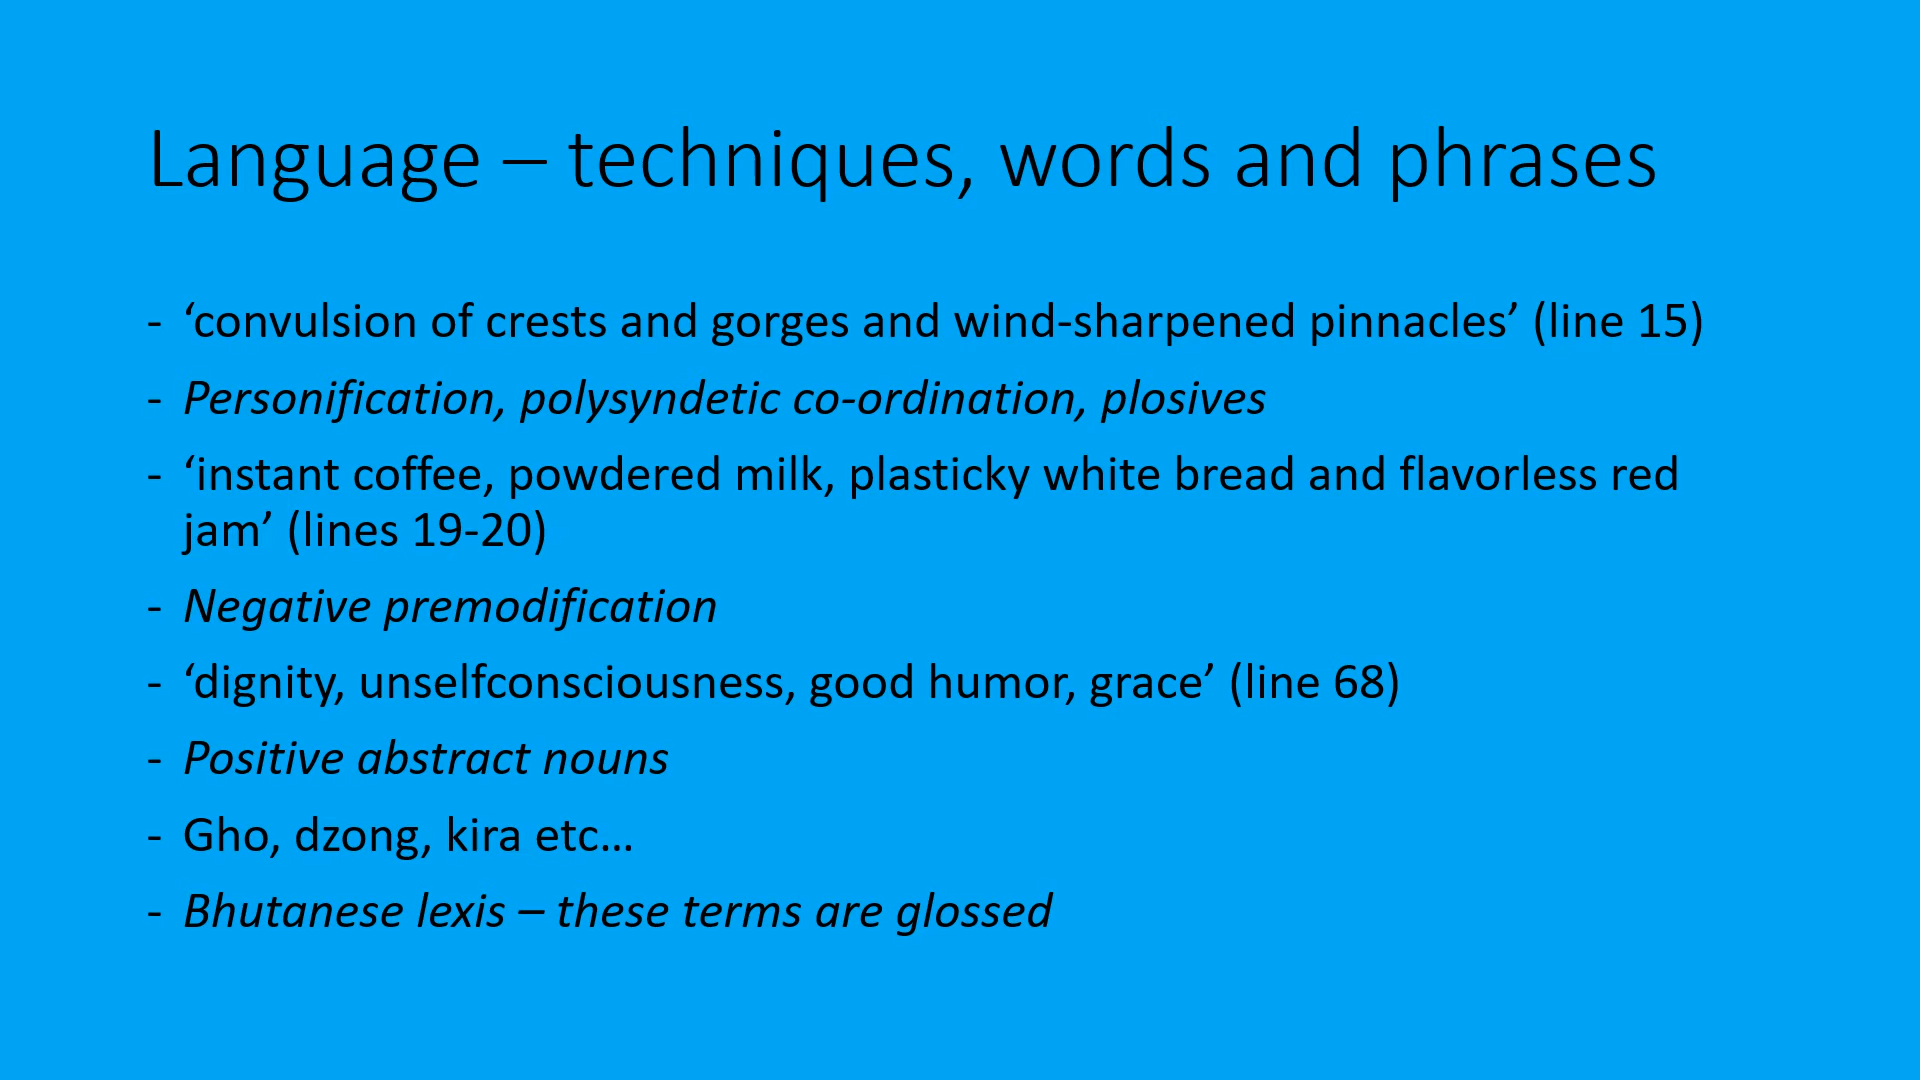 Language – techniques, words and phrases
- ‘convulsion of crests and gorges and wind-sharpened pinnacles’ (line 15)
- Personification, polysyndetic co-ordination, plosives
- ‘instant coffee, powdered milk, plasticky white bread and flavorless red
jam’ (lines 19-20)
- Negative premodification
- ‘dignity, unselfconsciousness, good humor, grace’ (line 68)
- Positive abstract nouns
- Gho, dzong, kira etc…
- Bhutanese lexis – these terms are glossed